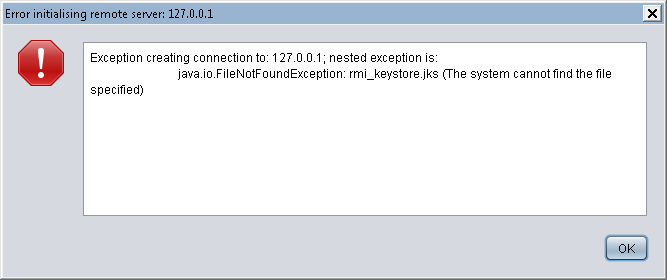 Error initialising remote server: 127.0.0.1
Exception creating connection to: 127.0.0.1; nested exception is:
java.io.FileNotFoundException: rmi_keystore.jks (The system cannot find the file
specified)
OK